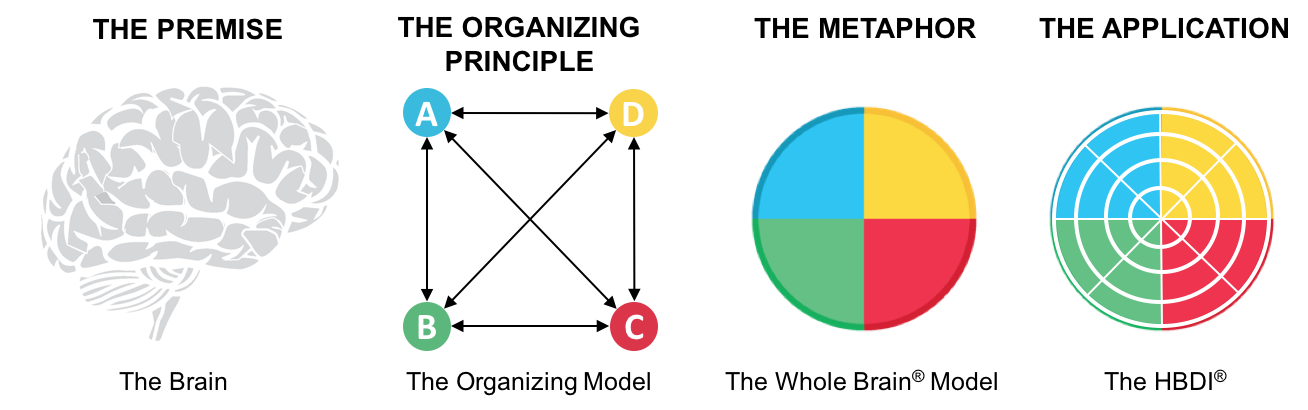 THE PREMISE
THE ORGANIZING
PRINCIPLE
THE METAPHOR
THE APPLICATION
A
D
B
C
The Brain
The Organizing Model
The Whole Brain® Model
The HBDI®